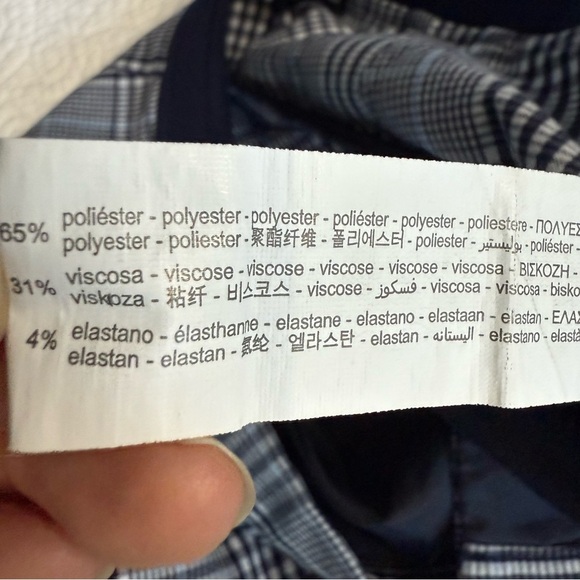 65% poliéster - polyester - polyester - poliéster - polyester - poliestere - ΠΟΛΥΕΣ
polyester - poliester - 聚酯纤维 - 폴리에스터 - poliester - بوليستير - poliéster -
31% viscosa - viscose - viscose - viscose - viscose - viscosa - ΒΙΣΚΟΖΗ -
viskoza - 粘纤 - 비스코스 - viscose - فسكوز - viscosa - bisko
4% elastano - élasthanne - elastane - elastano - elastaan - elastan - ΕΛΑΣ
elastan - elastan - 氨纶 - 엘라스탄 - elastan - اليستانه - elastano - elasta